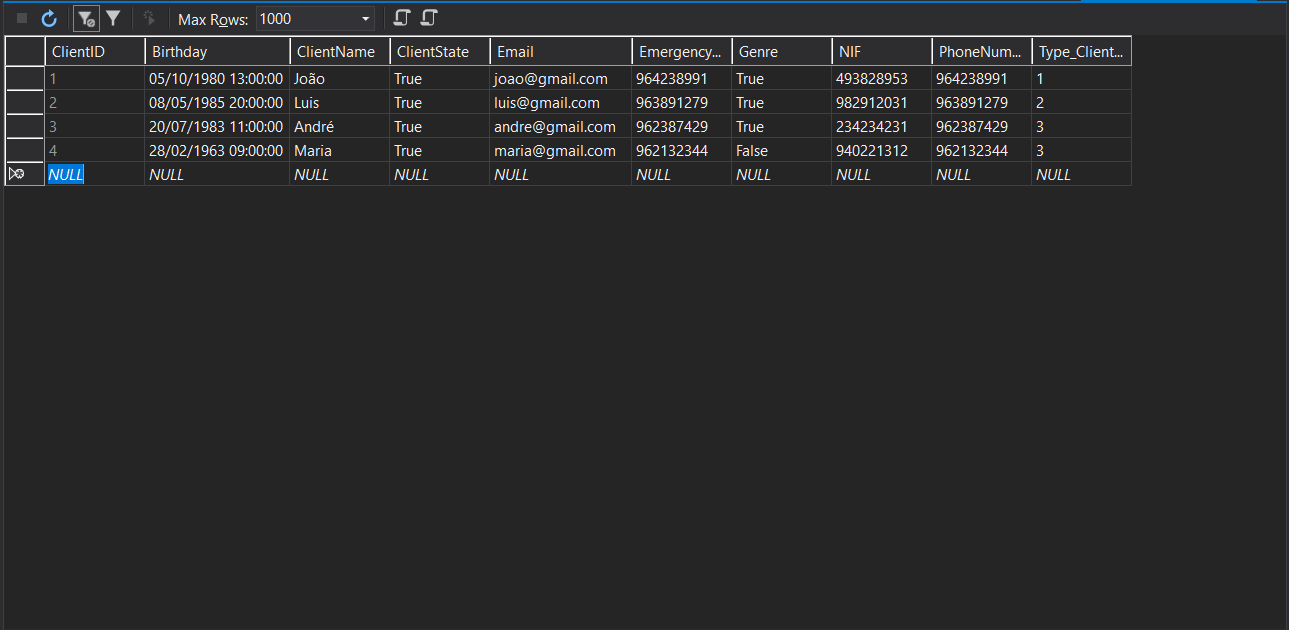 Max Rows: 1000
ClientID Birthday ClientName ClientState Email Emergency... Genre NIF PhoneNum... Type_Client...
1 05/10/1980 13:00:00 João True joao@gmail.com 964238991 True 493828953 964238991 1
2 08/05/1985 20:00:00 Luis True luis@gmail.com 963891279 True 982912031 963891279 2
3 20/07/1983 11:00:00 André True andre@gmail.com 962387429 True 234234231 962387429 3
4 28/02/1963 09:00:00 Maria True maria@gmail.com 962132344 False 940221312 962132344 3
NULL NULL NULL NULL NULL NULL NULL NULL NULL NULL